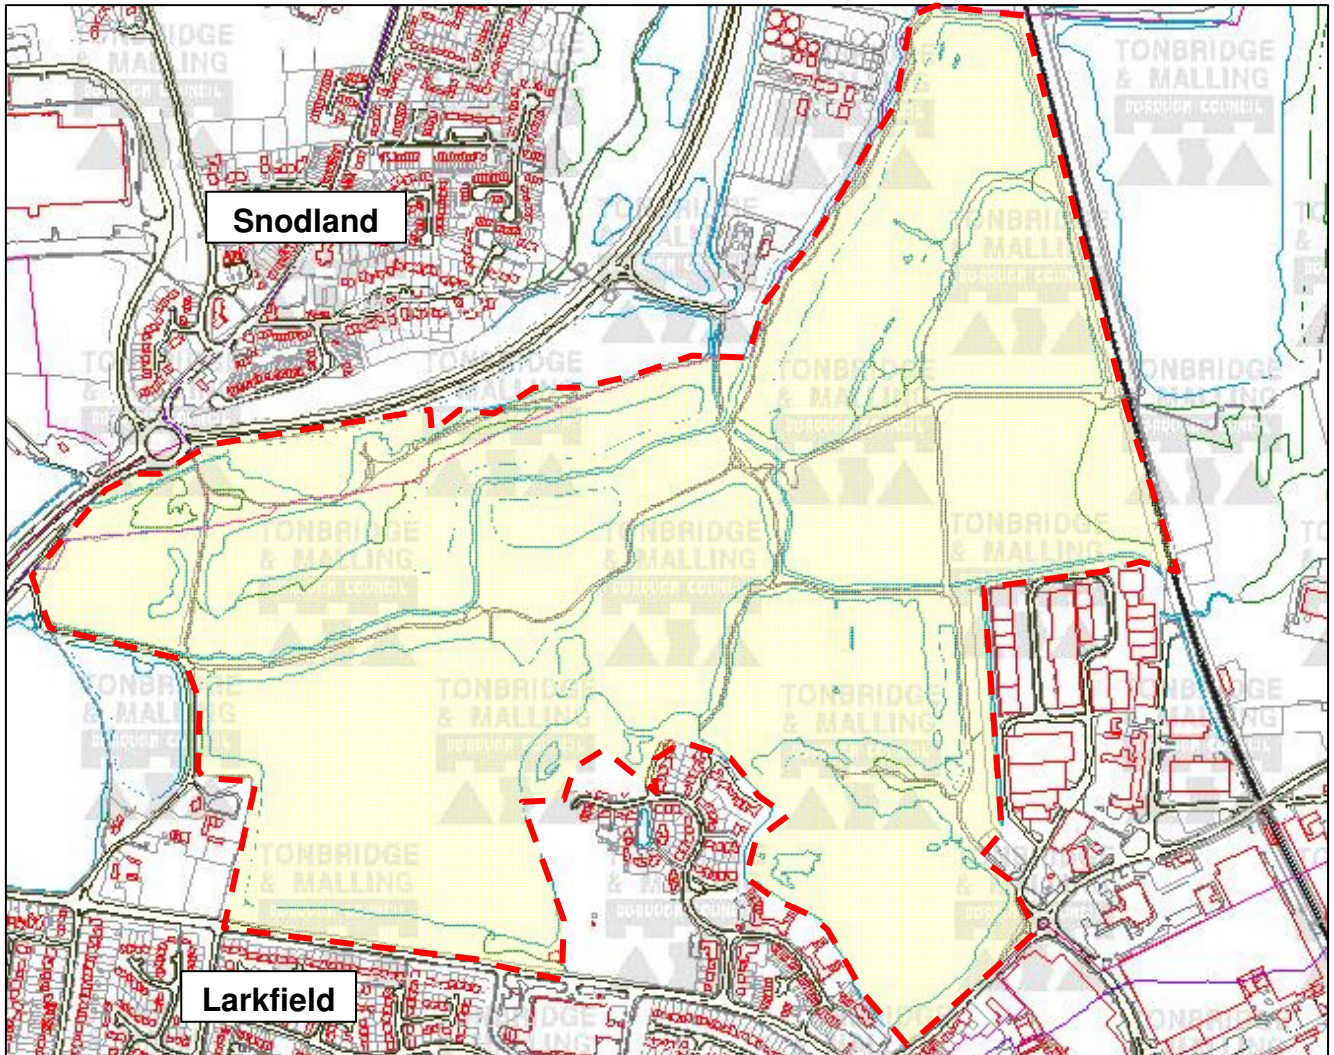 TONBRIDGE
& MALLING
BOROUGH COUNCIL
Snodland
Larkfield